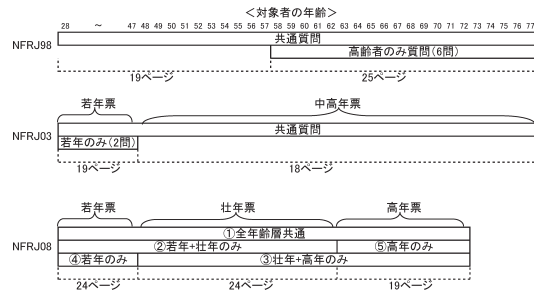 ＜対象者の年齢＞
28 ～ 47 48 49 50 51 52 53 54 55 56 57 58 59 60 61 62 63 64 65 66 67 68 69 70 71 72 73 74 75 76 77
NFRJ98
共通質問
高齢者のみ質問(6問)
19ページ 25ページ
若年票 中高年票
NFRJ03
共通質問
若年のみ(2問)
19ページ 18ページ
若年票 壮年票 高年票
①全年齢層共通
NFRJ08
②若年+壮年のみ ⑤高年のみ
④若年のみ ③壮年+高年のみ
24ページ 24ページ 19ページ